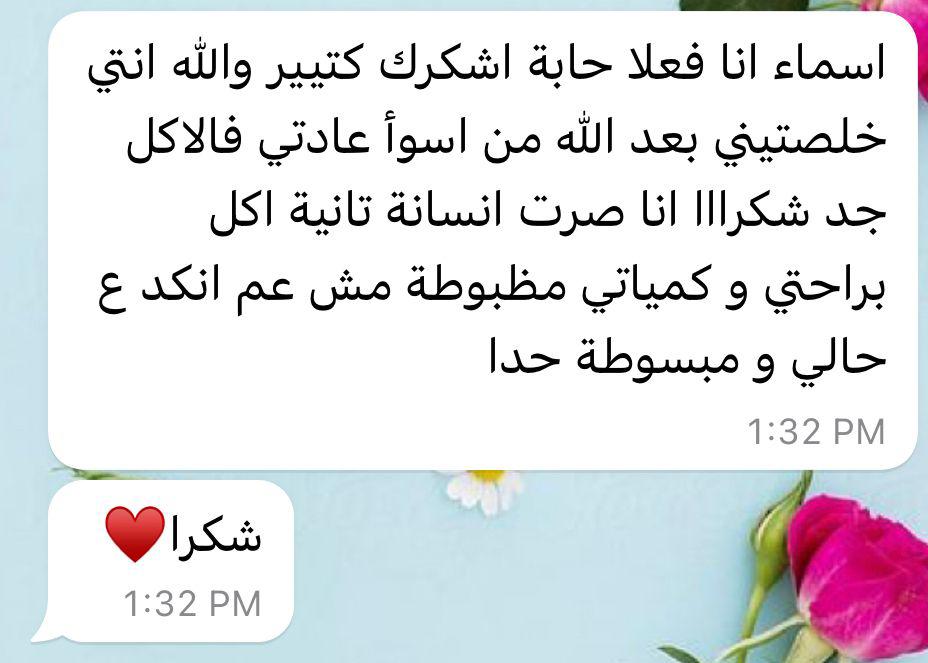 اسماء انا فعلا حابة اشكرك كتيير والله انتي
خلصتيني بعد الله من اسوأ عادتي فالاكل
جد شكرااا انا صرت انسانة تانية اكل
براحتي و كمياتي مظبوطة مش عم انكد ع
حالي و مبسوطة حدا
1:32 PM
شكرا♥️
1:32 PM